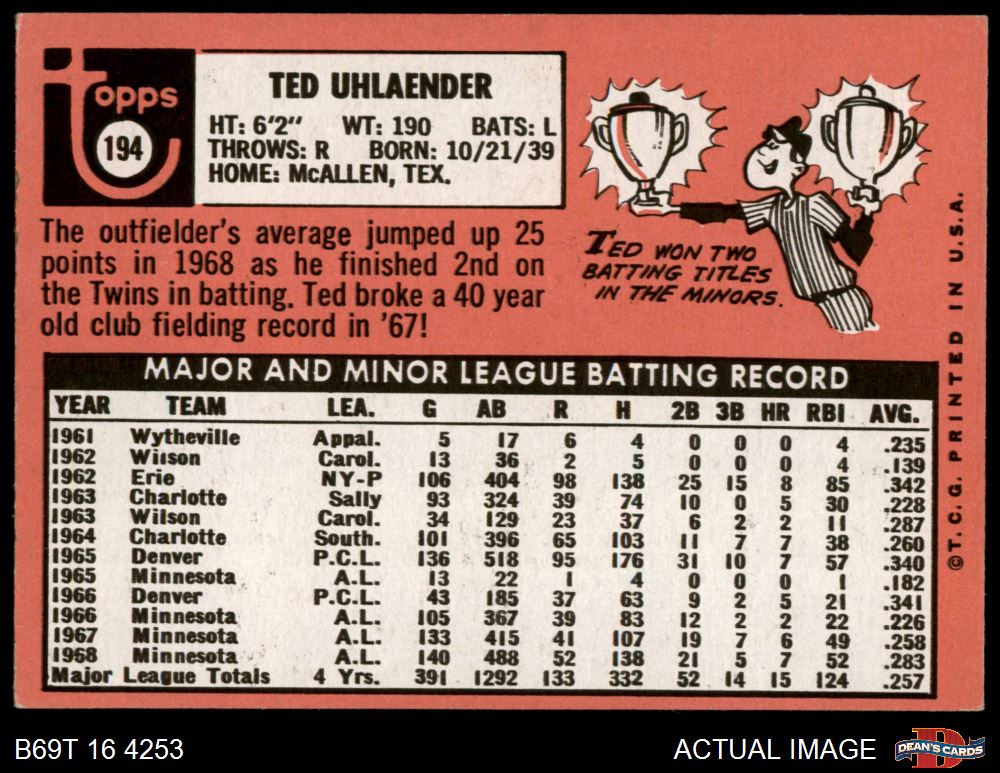 topps
194
TED UHLAENDER
HT: 6'2" WT: 190 BATS: L
THROWS: R BORN: 10/21/39
HOME: McALLEN, TEX.
The outfielder's average jumped up 25
points in 1968 as he finished 2nd on
the Twins in batting. Ted broke a 40 year
old club fielding record in '67!
TED WON TWO
BATTING TITLES
IN THE MINORS.
MAJOR AND MINOR LEAGUE BATTING RECORD
YEAR TEAM LEA. G AB R H 2B 3B HR RBI AVG.
1961 Wytheville Appal. 5 17 6 4 0 0 0 4 .235
1962 Wilson Carol. 13 36 2 5 0 0 0 4 .139
1962 Erie NY-P 106 404 98 138 25 15 8 85 .342
1963 Charlotte Sally 93 324 39 74 10 0 5 30 .228
1963 Wilson Carol. 34 129 23 37 6 2 2 11 .287
1964 Charlotte South. 101 396 65 103 11 7 7 38 .260
1965 Denver P.C.L. 136 518 95 176 31 10 7 57 .340
1965 Minnesota A.L. 13 22 1 4 0 0 0 1 .182
1966 Denver P.C.L. 43 185 37 63 9 2 5 21 .341
1966 Minnesota A.L. 105 367 39 83 12 2 2 22 .226
1967 Minnesota A.L. 133 415 41 107 19 7 6 49 .258
1968 Minnesota A.L. 140 488 52 138 21 5 7 52 .283
Major League Totals 4 Yrs. 391 1292 133 332 52 14 15 124 .257
©T.C.G. PRINTED IN U.S.A.
B69T 16 4253
ACTUAL IMAGE
D
DEAN'S CARDS